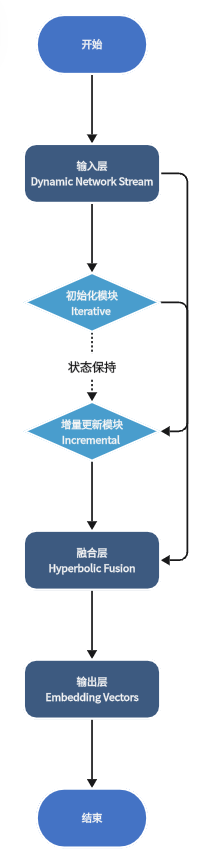 开始
输入层
Dynamic Network Stream
初始化模块
Iterative
状态保持
增量更新模块
Incremental
融合层
Hyperbolic Fusion
输出层
Embedding Vectors
结束